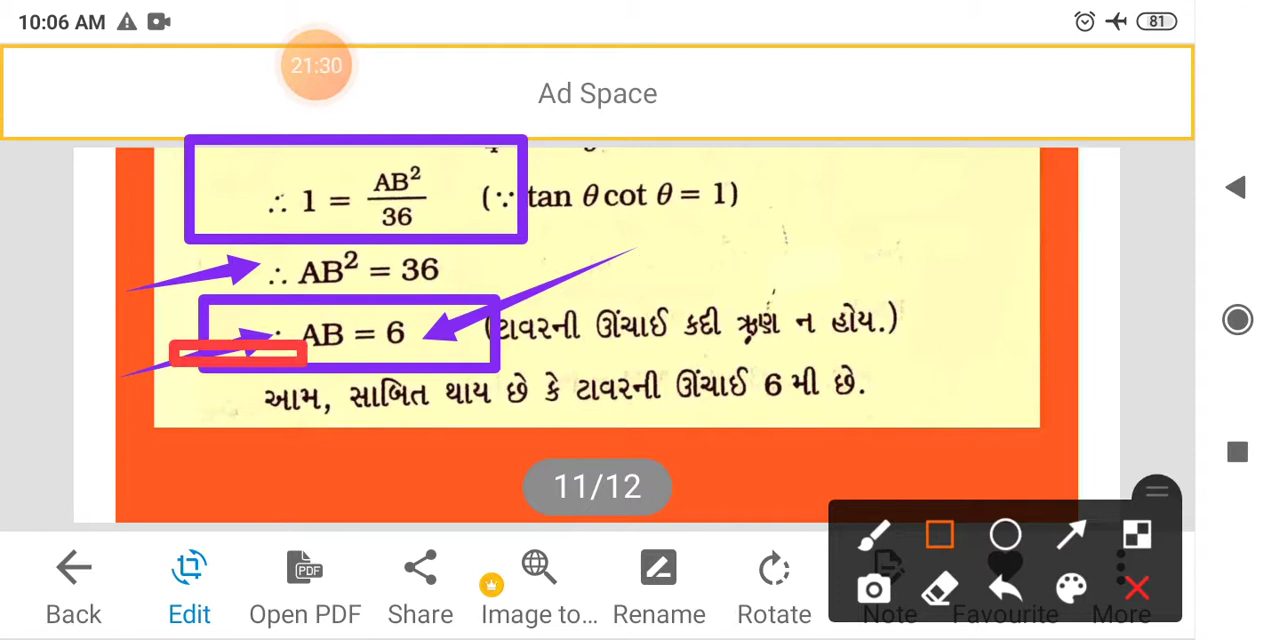 10:06 AM 81
21:30
Ad Space
∴ 1 = AB²/36 (∵ tan θ cot θ = 1)
∴ AB² = 36
∴ AB = 6 (ટાવરની ઊંચાઈ કદી ઋણ ન હોય.)
આમ, સાબિત થાય છે કે ટાવરની ઊંચાઈ 6 મી છે.
11/12
PDF
Back Edit Open PDF Share Image to... Rename Rotate Note Favourite More